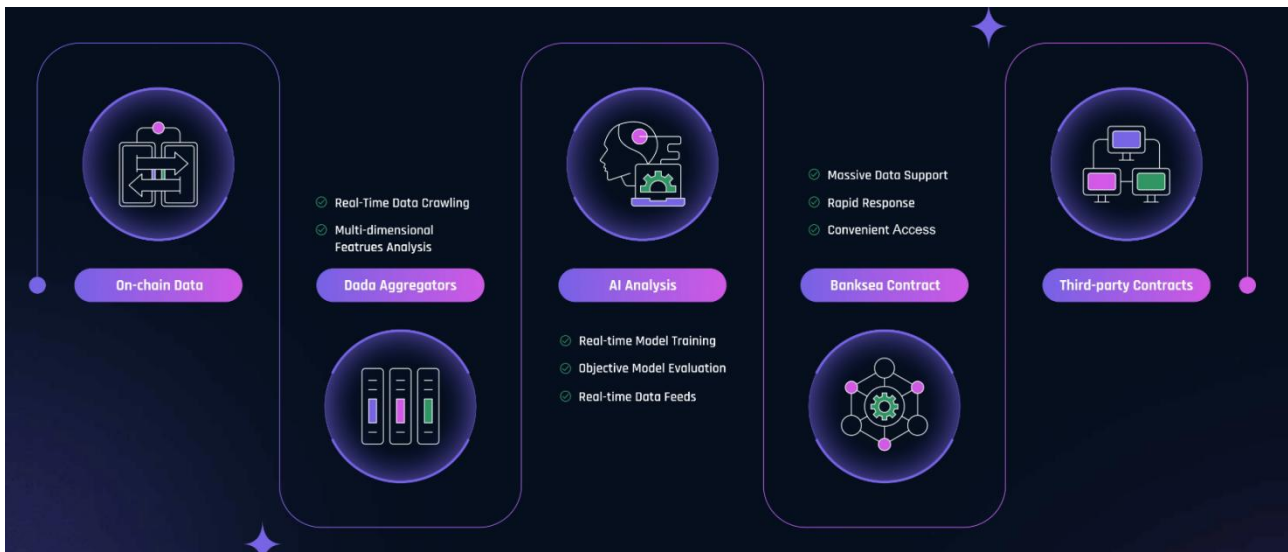 On-chain Data
Real-Time Data Crawling
Multi-dimensional
Featrues Analysis
Dada Aggregators
AI Analysis
Real-time Model Training
Objective Model Evaluation
Real-time Data Feeds
Massive Data Support
Rapid Response
Convenient Access
Banksea Contract
Third-party Contracts